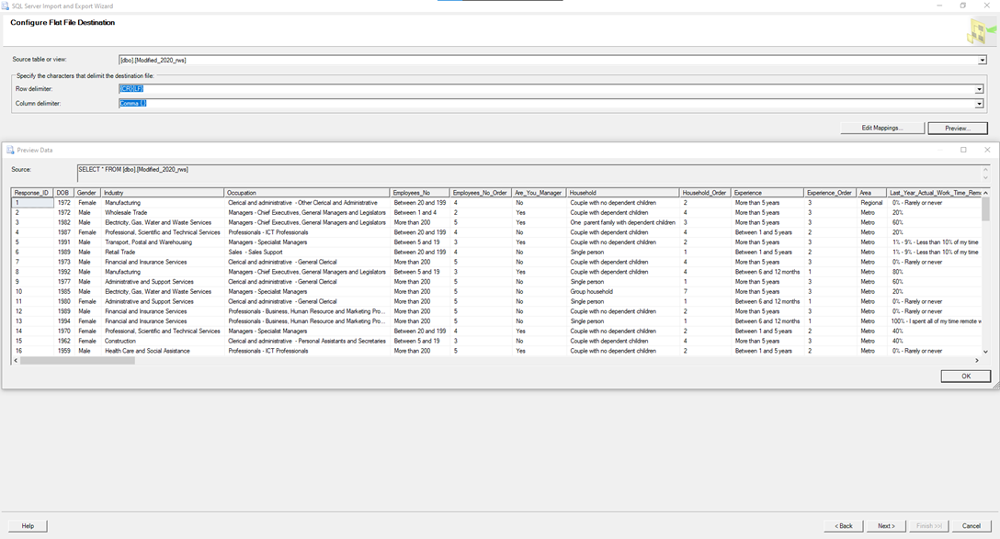 SQL Server Import and Export Wizard
Configure Flat File Destination
Source table or view: [dbo].[Modified_2020_rws]
Specify the characters that delimit the destination file:
Row delimiter: {CR}{LF}
Column delimiter: Comma {,}
Edit Mappings... Preview...
Preview Data
Source: SELECT * FROM [dbo].[Modified_2020_rws]
Response_ID DOB Gender Industry Occupation Employees_No Employees_No_Order Are_You_Manager Household Household_Order Experience Experience_Order Area Last_Year_Actual_Work_Time_Remo
1 1972 Female Manufacturing Clerical and administrative - Other Clerical and Administrative Between 20 and 199 4 No Couple with no dependent children 2 More than 5 years 3 Regional 0% - Rarely or never
2 1972 Male Wholesale Trade Managers - Chief Executives, General Managers and Legislators Between 1 and 4 2 Yes Couple with dependent children 4 More than 5 years 3 Metro 20%
3 1982 Male Electricity, Gas, Water and Waste Services Managers - Chief Executives, General Managers and Legislators More than 200 5 Yes One parent family with dependent children 3 More than 5 years 3 Metro 60%
4 1987 Female Professional, Scientific and Technical Services Professionals - ICT Professionals Between 20 and 199 4 No Couple with dependent children 4 Between 1 and 5 years 2 Metro 20%
5 1991 Male Transport, Postal and Warehousing Managers - Specialist Managers Between 5 and 19 3 Yes Couple with no dependent children 2 More than 5 years 3 Metro 1% - 9% - Less than 10% of my time
6 1989 Male Retail Trade Sales - Sales Support Between 20 and 199 4 No Single person 1 Between 1 and 5 years 2 Metro 1% - 9% - Less than 10% of my time
7 1973 Male Financial and Insurance Services Clerical and administrative - General Clerical More than 200 5 No Couple with dependent children 4 More than 5 years 3 Metro 0% - Rarely or never
8 1992 Male Manufacturing Managers - Chief Executives, General Managers and Legislators Between 5 and 19 3 Yes Couple with dependent children 4 Between 6 and 12 months 1 Metro 80%
9 1977 Male Administrative and Support Services Clerical and administrative - General Clerical More than 200 5 No Single person 1 More than 5 years 3 Metro 60%
10 1985 Male Electricity, Gas, Water and Waste Services Managers - Specialist Managers More than 200 5 Yes Group household 7 More than 5 years 3 Metro 20%
11 1980 Female Administrative and Support Services Clerical and administrative - General Clerical More than 200 5 No Single person 1 Between 6 and 12 months 1 Metro 0% - Rarely or never
12 1989 Male Financial and Insurance Services Professionals - Business, Human Resource and Marketing Pro... More than 200 5 No Couple with no dependent children 2 More than 5 years 3 Metro 0% - Rarely or never
13 1994 Female Financial and Insurance Services Professionals - Business, Human Resource and Marketing Pro... More than 200 5 No Single person 1 Between 6 and 12 months 1 Metro 100% - I spent all of my time remote w
14 1970 Female Professional, Scientific and Technical Services Managers - Specialist Managers Between 20 and 199 4 Yes Couple with no dependent children 2 Between 1 and 5 years 2 Metro 40%
15 1962 Female Construction Clerical and administrative - Personal Assistants and Secretaries Between 5 and 19 3 No Couple with dependent children 4 More than 5 years 3 Metro 40%
16 1959 Male Health Care and Social Assistance Professionals - ICT Professionals More than 200 5 Yes Couple with no dependent children 2 Between 1 and 5 years 2 Metro 0% - Rarely or never
OK
Help < Back Next > Finish >>| Cancel